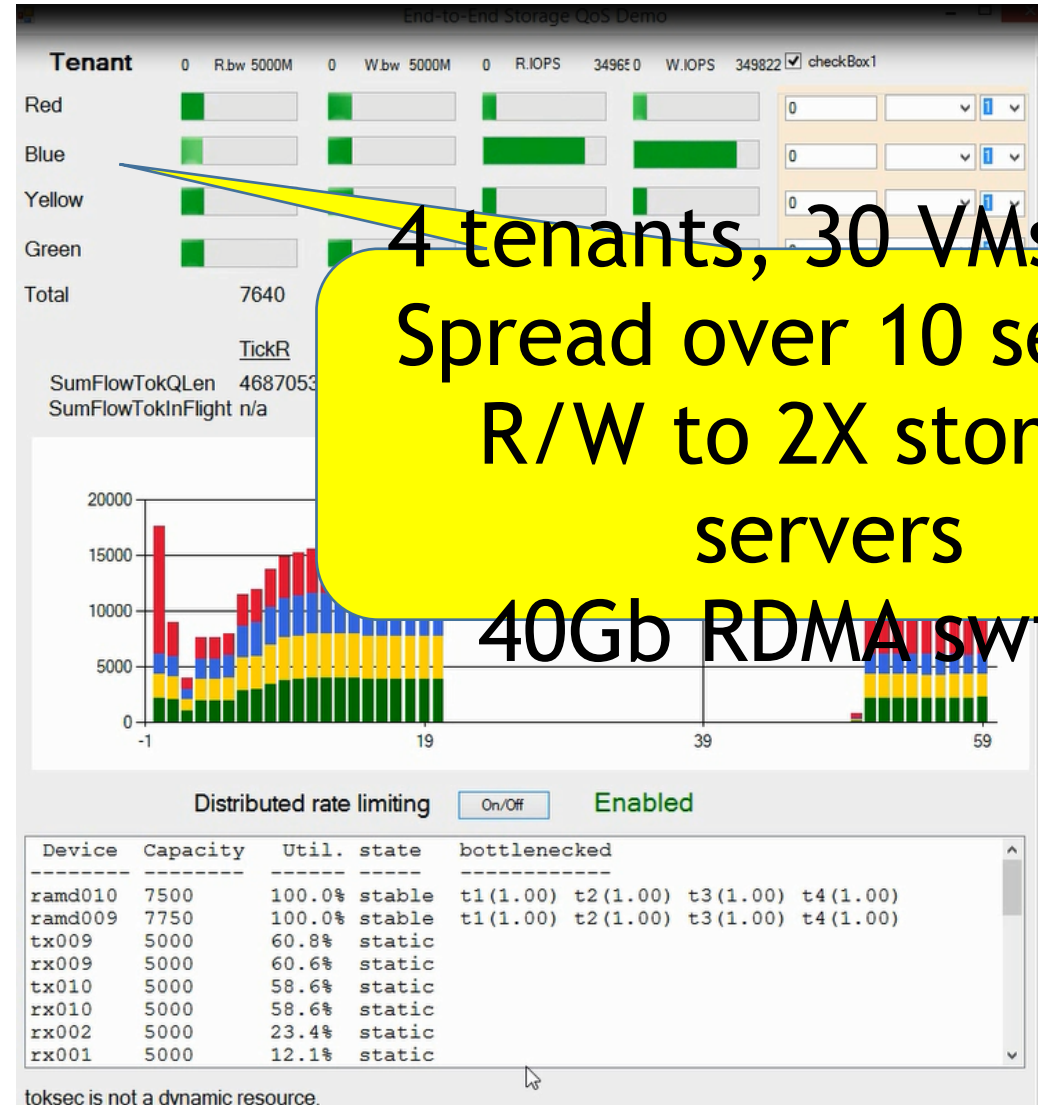 End-to-End Storage QoS Demo
Tenant 0 R.bw 5000M 0 W.bw 5000M 0 R.IOPS 34965 0 W.IOPS 349822 checkBox1
Red 0 1
Blue 0 1
Yellow 0 1
Green
Total 7640
TickR
SumFlowTokQLen 4687053
SumFlowTokInFlight n/a
4 tenants, 30 VMs
Spread over 10 se
R/W to 2X stor
servers
40Gb RDMA sw
20000
15000
10000
5000
0
-1 19 39 59
Distributed rate limiting On/Off Enabled
Device Capacity Util. state bottlenecked
-------- -------- ------ ----- -------------
ramd010 7500 100.0% stable t1(1.00) t2(1.00) t3(1.00) t4(1.00)
ramd009 7750 100.0% stable t1(1.00) t2(1.00) t3(1.00) t4(1.00)
tx009 5000 60.8% static
rx009 5000 60.6% static
tx010 5000 58.6% static
rx010 5000 58.6% static
rx002 5000 23.4% static
rx001 5000 12.1% static
toksec is not a dynamic resource.